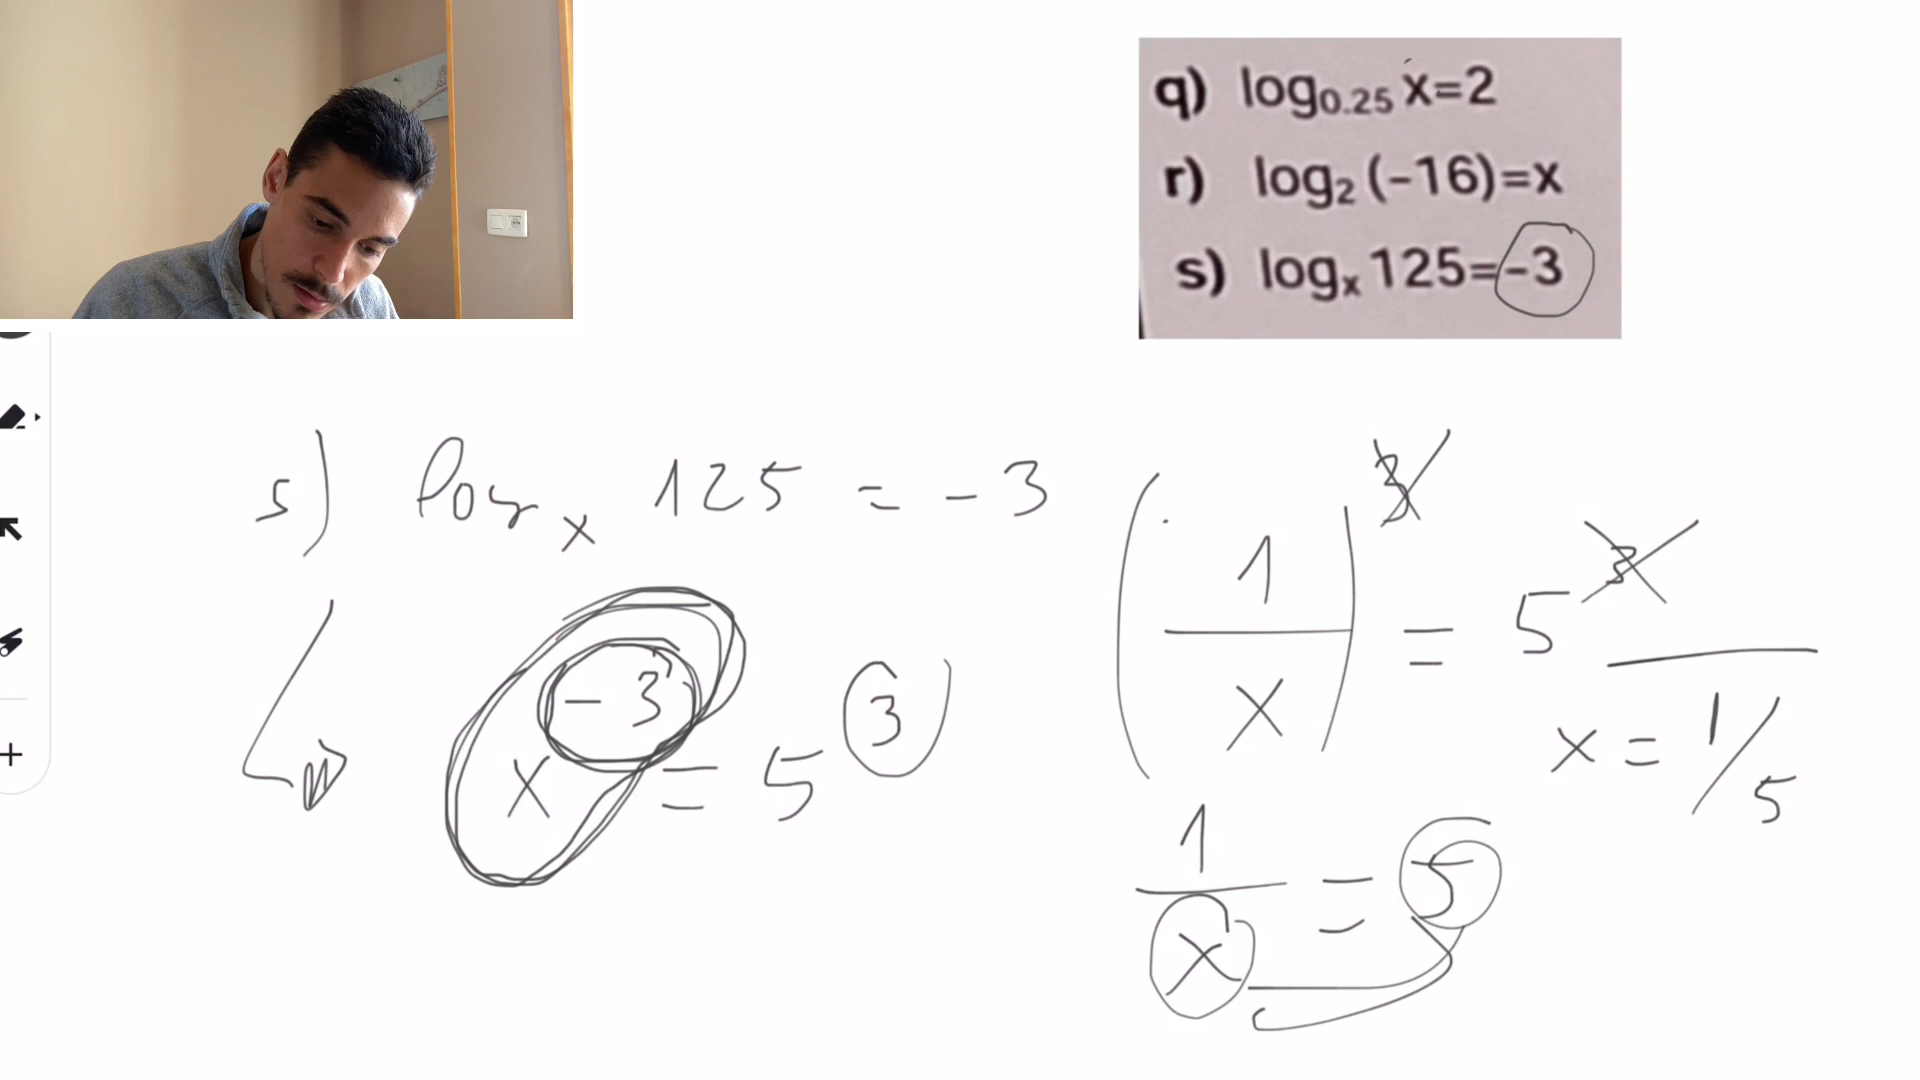 q) log₀.₂₅ x=2
r) log₂ (-16)=x
s) logₓ 125=-3
s) logₓ 125 = -3
x⁻³ = 5³
(1/x)³ = 5³
x = 1/5
1/x = 5